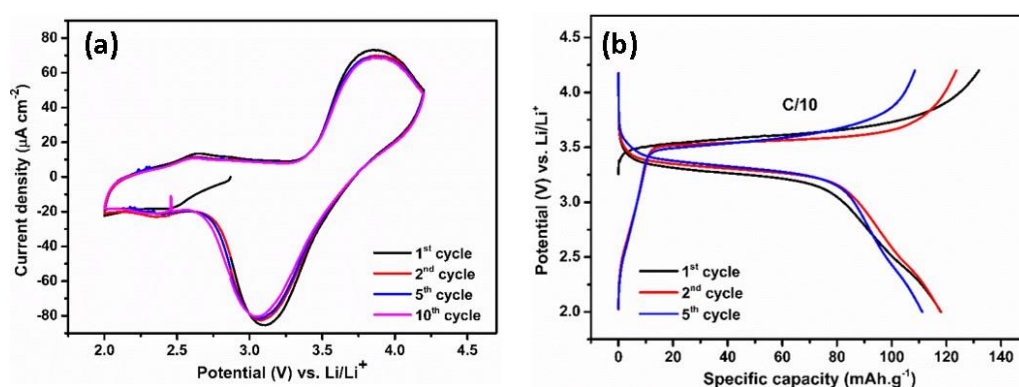 (a)
80
60
40
20
0
-20
-40
-60
-80
Current density (μA cm⁻²)
1st cycle
2nd cycle
5th cycle
10th cycle
2.0 2.5 3.0 3.5 4.0 4.5
Potential (V) vs. Li/Li⁺
(b)
C/10
4.5
4.0
3.5
3.0
2.5
2.0
Potential (V) vs. Li/Li⁺
1st cycle
2nd cycle
5th cycle
0 20 40 60 80 100 120 140
Specific capacity (mAh.g⁻¹)